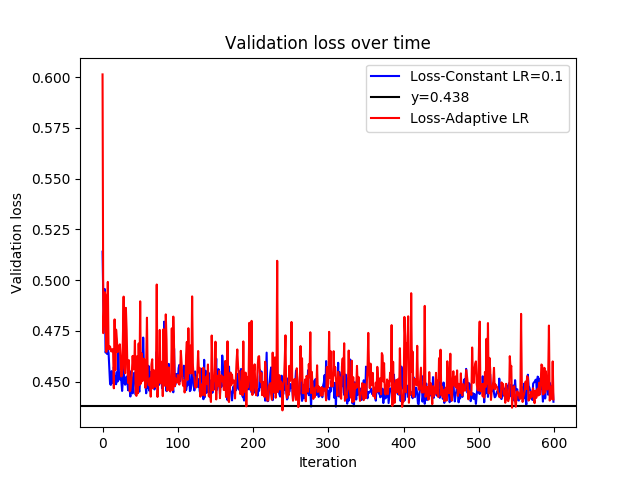 Validation loss over time
Loss-Constant LR=0.1
y=0.438
Loss-Adaptive LR
Validation loss
0.600
0.575
0.550
0.525
0.500
0.475
0.450
0 100 200 300 400 500 600
Iteration